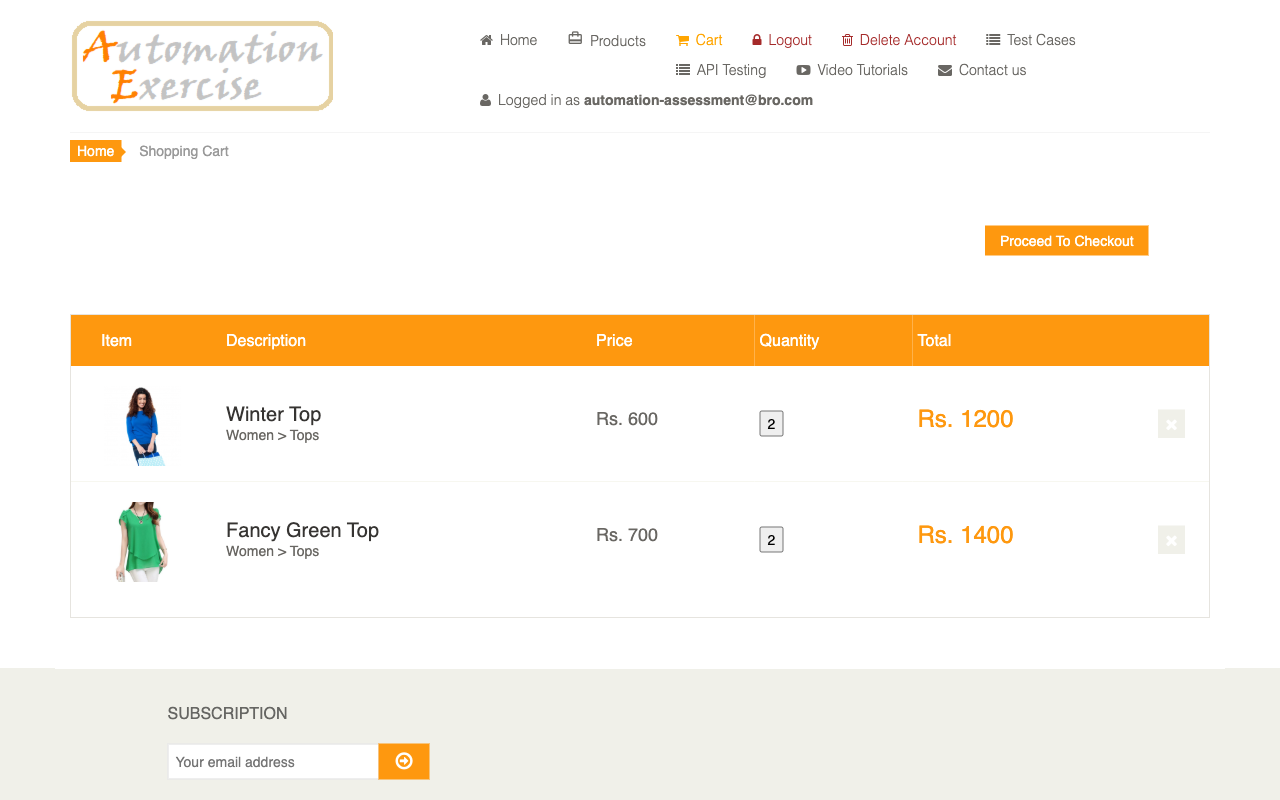 Automation
Exercise
Home Products Cart Logout Delete Account Test Cases
API Testing Video Tutorials Contact us
Logged in as automation-assessment@bro.com
Home Shopping Cart
Proceed To Checkout
Item Description Price Quantity Total
Winter Top
Women > Tops
Rs. 600 2 Rs. 1200
Fancy Green Top
Women > Tops
Rs. 700 2 Rs. 1400
SUBSCRIPTION
Your email address